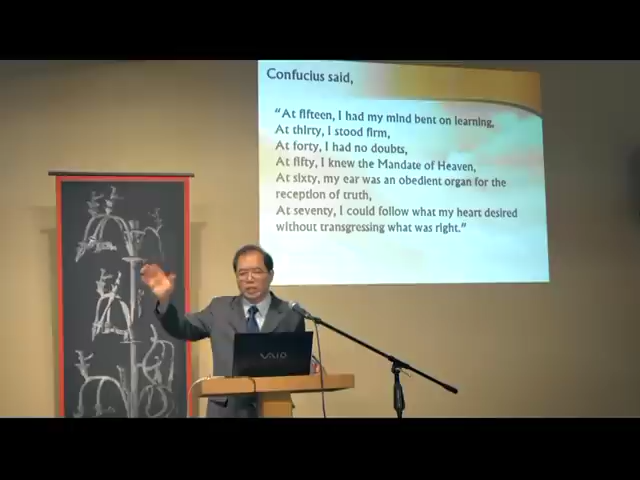 Confucius said,
“At fifteen, I had my mind bent on learning,
At thirty, I stood firm,
At forty, I had no doubts,
At fifty, I knew the Mandate of Heaven,
At sixty, my ear was an obedient organ for the
reception of truth,
At seventy, I could follow what my heart desired
without transgressing what was right.”
VAIO